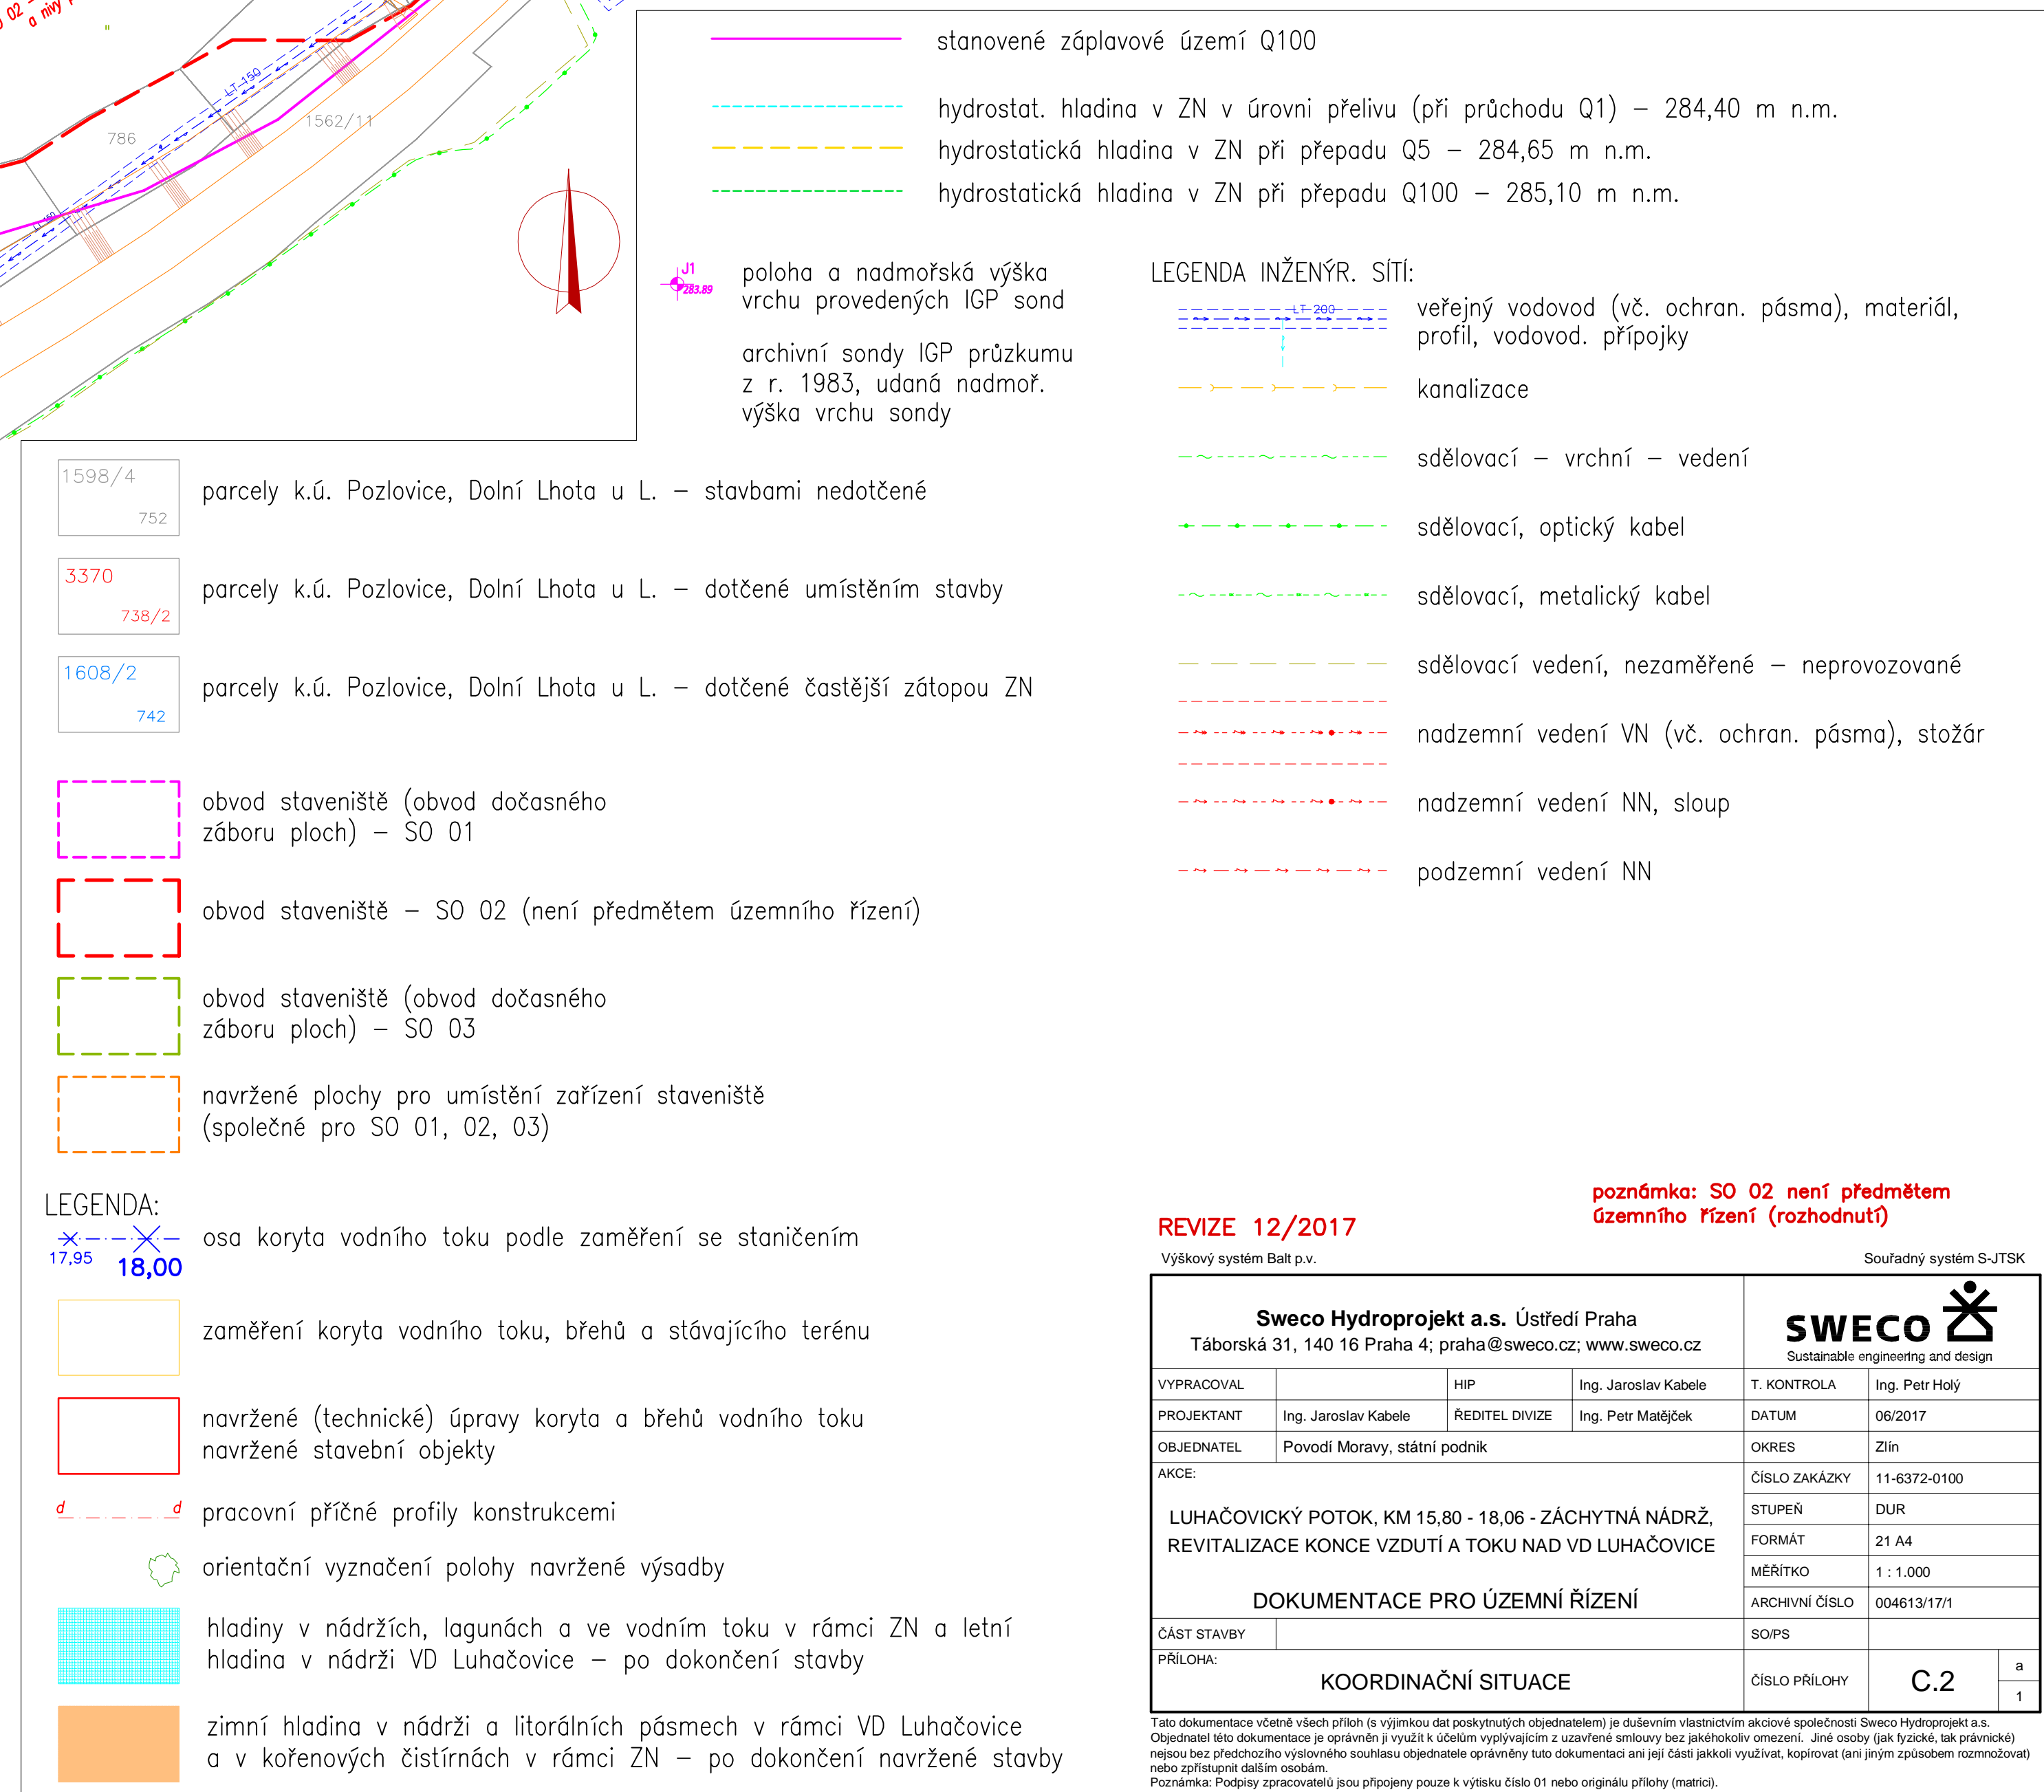 LT 150
786
1562/11
stanovené záplavové území Q100
hydrostat. hladina v ZN v úrovni přelivu (při průchodu Q1) – 284,40 m n.m.
hydrostatická hladina v ZN při přepadu Q5 – 284,65 m n.m.
hydrostatická hladina v ZN při přepadu Q100 – 285,10 m n.m.
J1
283.89
poloha a nadmořská výška
vrchu provedených IGP sond
archivní sondy IGP průzkumu
z r. 1983, udaná nadmoř.
výška vrchu sondy
LEGENDA INŽENÝR. SÍTÍ:
LT 200
veřejný vodovod (vč. ochran. pásma), materiál,
profil, vodovod. přípojky
kanalizace
sdělovací – vrchní – vedení
sdělovací, optický kabel
sdělovací, metalický kabel
sdělovací vedení, nezaměřené – neprovozované
nadzemní vedení VN (vč. ochran. pásma), stožár
nadzemní vedení NN, sloup
podzemní vedení NN
1598/4
752
parcely k.ú. Pozlovice, Dolní Lhota u L. – stavbami nedotčené
3370
738/2
parcely k.ú. Pozlovice, Dolní Lhota u L. – dotčené umístěním stavby
1608/2
742
parcely k.ú. Pozlovice, Dolní Lhota u L. – dotčené častější zátopou ZN
obvod staveniště (obvod dočasného
záboru ploch) – SO 01
obvod staveniště – SO 02 (není předmětem územního řízení)
obvod staveniště (obvod dočasného
záboru ploch) – SO 03
navržené plochy pro umístění zařízení staveniště
(společné pro SO 01, 02, 03)
LEGENDA:
17,95 18,00
osa koryta vodního toku podle zaměření se staničením
zaměření koryta vodního toku, břehů a stávajícího terénu
navržené (technické) úpravy koryta a břehů vodního toku
navržené stavební objekty
d d
pracovní příčné profily konstrukcemi
orientační vyznačení polohy navržené výsadby
hladiny v nádržích, lagunách a ve vodním toku v rámci ZN a letní
hladina v nádrži VD Luhačovice – po dokončení stavby
zimní hladina v nádrži a litorálních pásmech v rámci VD Luhačovice
a v kořenových čistírnách v rámci ZN – po dokončení navržené stavby
poznámka: SO 02 není předmětem
územního řízení (rozhodnutí)
REVIZE 12/2017
Výškový systém Balt p.v.
Souřadný systém S-JTSK
Sweco Hydroprojekt a.s. Ústředí Praha
Táborská 31, 140 16 Praha 4; praha@sweco.cz; www.sweco.cz
SWECO
Sustainable engineering and design
VYPRACOVAL HIP Ing. Jaroslav Kabele T. KONTROLA Ing. Petr Holý
PROJEKTANT Ing. Jaroslav Kabele ŘEDITEL DIVIZE Ing. Petr Matějček DATUM 06/2017
OBJEDNATEL Povodí Moravy, státní podnik OKRES Zlín
AKCE:
ČÍSLO ZAKÁZKY 11-6372-0100
LUHAČOVICKÝ POTOK, KM 15,80 - 18,06 - ZÁCHYTNÁ NÁDRŽ,
REVITALIZACE KONCE VZDUTÍ A TOKU NAD VD LUHAČOVICE
STUPEŇ DUR
FORMÁT 21 A4
MĚŘÍTKO 1 : 1.000
DOKUMENTACE PRO ÚZEMNÍ ŘÍZENÍ
ARCHIVNÍ ČÍSLO 004613/17/1
ČÁST STAVBY SO/PS
PŘÍLOHA:
KOORDINAČNÍ SITUACE
ČÍSLO PŘÍLOHY C.2
a
1
Tato dokumentace včetně všech příloh (s výjimkou dat poskytnutých objednatelem) je duševním vlastnictvím akciové společnosti Sweco Hydroprojekt a.s.
Objednatel této dokumentace je oprávněn ji využít k účelům vyplývajícím z uzavřené smlouvy bez jakéhokoliv omezení. Jiné osoby (jak fyzické, tak právnické)
nejsou bez předchozího výslovného souhlasu objednatele oprávněny tuto dokumentaci ani její části jakkoli využívat, kopírovat (ani jiným způsobem rozmnožovat)
nebo zpřístupnit dalším osobám.
Poznámka: Podpisy zpracovatelů jsou připojeny pouze k výtisku číslo 01 nebo originálu přílohy (matrici).